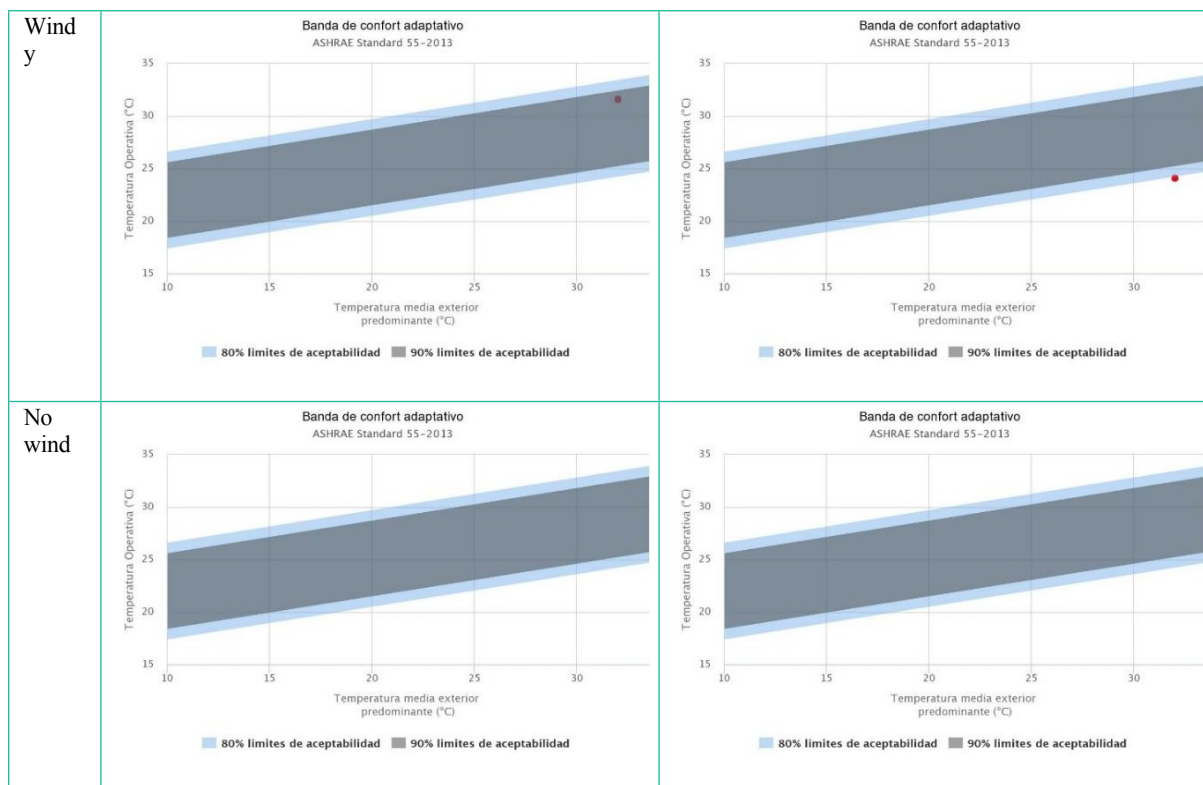 Wind
y
Banda de confort adaptativo
ASHRAE Standard 55-2013
Temperatura Operativa (°C)
35
30
25
20
15
10
15
20
25
30
Temperatura media exterior
predominante (°C)
80% limites de aceptabilidad
90% limites de aceptabilidad
Banda de confort adaptativo
ASHRAE Standard 55-2013
Temperatura Operativa (°C)
35
30
25
20
15
10
15
20
25
30
Temperatura media exterior
predominante (°C)
80% limites de aceptabilidad
90% limites de aceptabilidad
No
wind
Banda de confort adaptativo
ASHRAE Standard 55-2013
Temperatura Operativa (°C)
35
30
25
20
15
10
15
20
25
30
Temperatura media exterior
predominante (°C)
80% limites de aceptabilidad
90% limites de aceptabilidad
Banda de confort adaptativo
ASHRAE Standard 55-2013
Temperatura Operativa (°C)
35
30
25
20
15
10
15
20
25
30
Temperatura media exterior
predominante (°C)
80% limites de aceptabilidad
90% limites de aceptabilidad